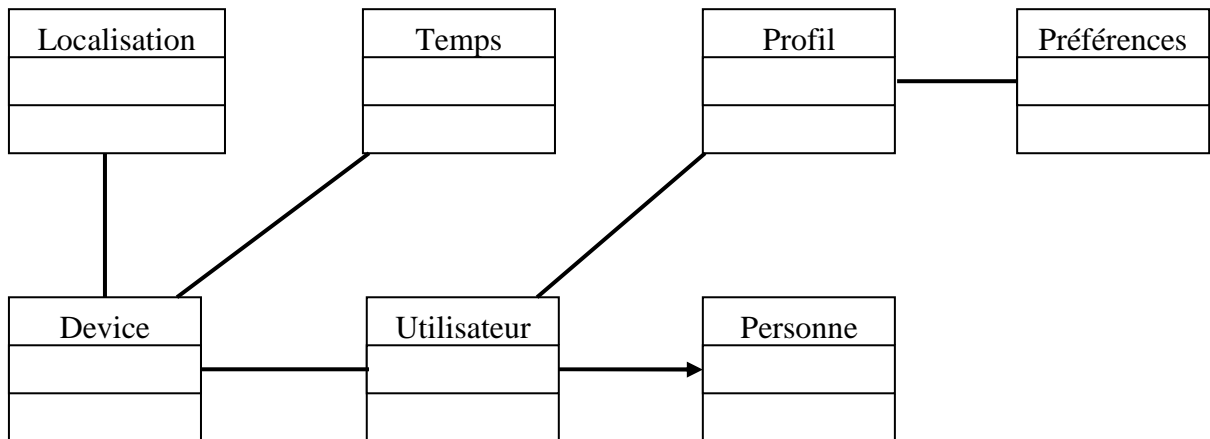 Localisation
Temps
Profil
Préférences
Device
Utilisateur
Personne